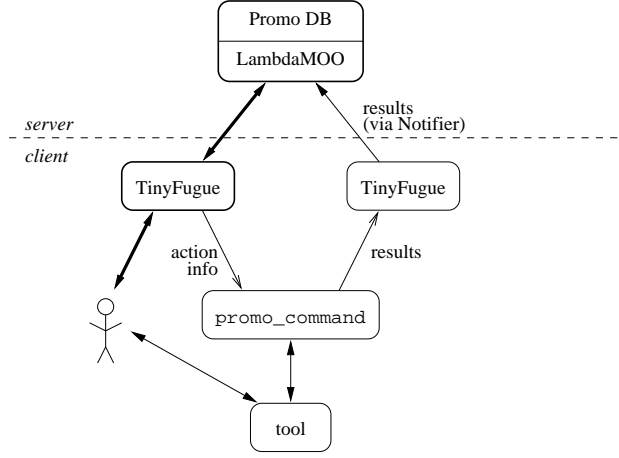 Promo DB
LambdaMOO
results
(via Notifier)
server
client
TinyFugue
TinyFugue
action
info
results
promo_command
tool